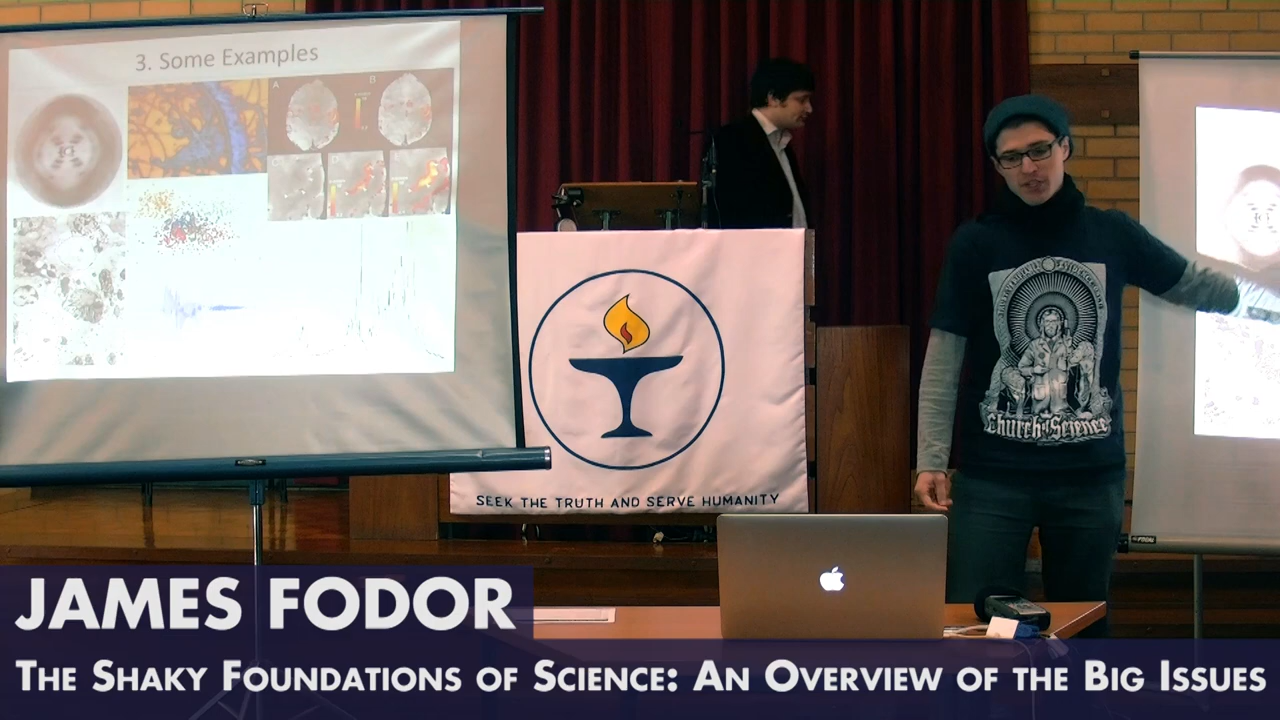 3. Some Examples
A
B
SEEK THE TRUTH AND SERVE HUMANITY
Church of Science
JAMES FODOR
THE SHAKY FOUNDATIONS OF SCIENCE: AN OVERVIEW OF THE BIG ISSUES